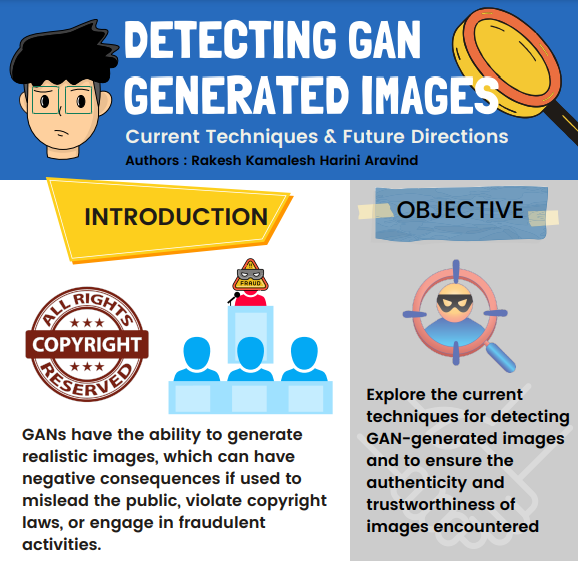 DETECTING GAN
GENERATED IMAGES
Current Techniques & Future Directions
Authors : Rakesh Kamalesh Harini Aravind
INTRODUCTION
FRAUD
ALL RIGHTS
COPYRIGHT
RESERVED
GANs have the ability to generate
realistic images, which can have
negative consequences if used to
mislead the public, violate copyright
laws, or engage in fraudulent
activities.
OBJECTIVE
Explore the current
techniques for detecting
GAN-generated images
and to ensure the
authenticity and
trustworthiness of
images encountered